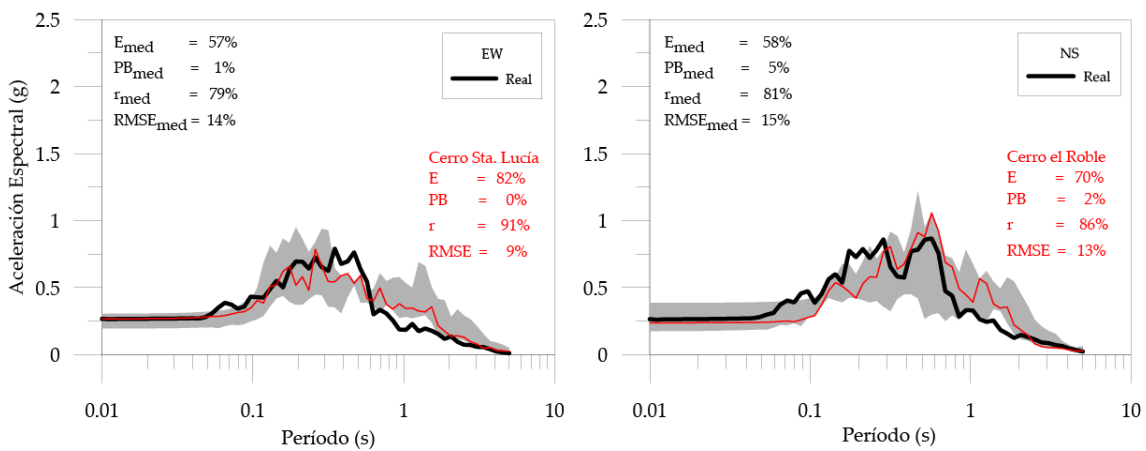 Aceleración Espectral (g)
2.5
2
1.5
1
0.5
0
E med = 57%
PB med = 1%
r med = 79%
RMSE med = 14%
EW
Real
Cerro Sta. Lucía
E = 82%
PB = 0%
r = 91%
RMSE = 9%
0.01
0.1
1
10
Período (s)
2.5
2
1.5
1
0.5
0
E med = 58%
PB med = 5%
r med = 81%
RMSE med = 15%
NS
Real
Cerro el Roble
E = 70%
PB = 2%
r = 86%
RMSE = 13%
0.01
0.1
1
10
Período (s)